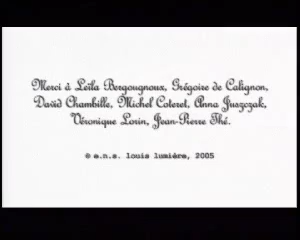 Merci à Leïla Bergougnoux, Grégoire de Calignon,
David Chambille, Michel Coteret, Anna Juszczak,
Véronique Lorin, Jean-Pierre Thé.
© e.n.s. louis lumière, 2005